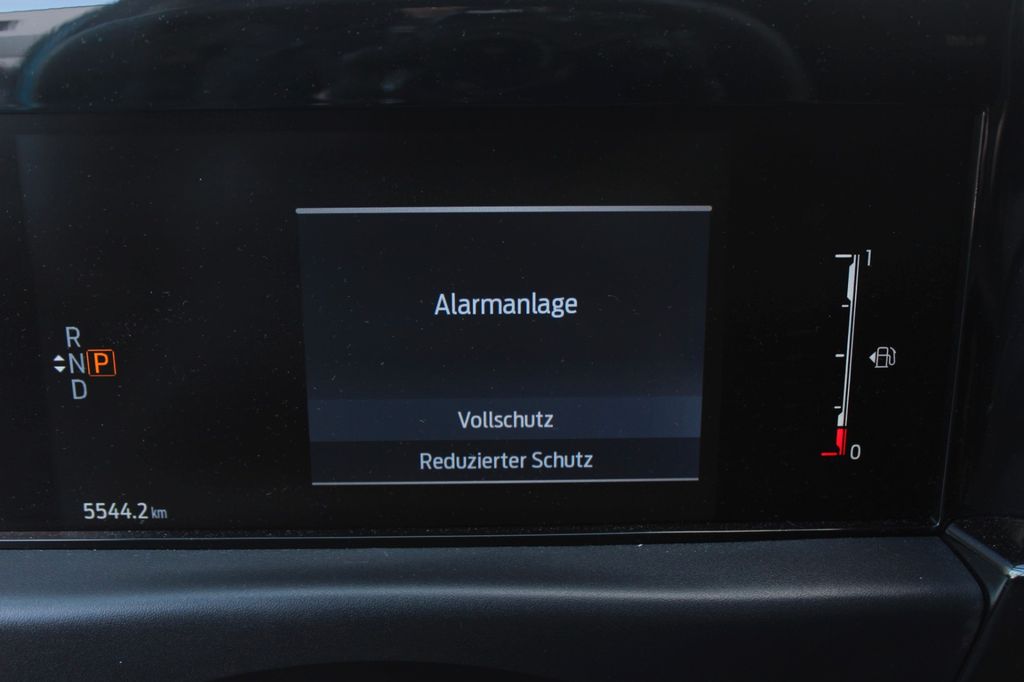 Alarmanlage
1
R
N P
D
Vollschutz
Reduzierter Schutz
0
5544.2 km